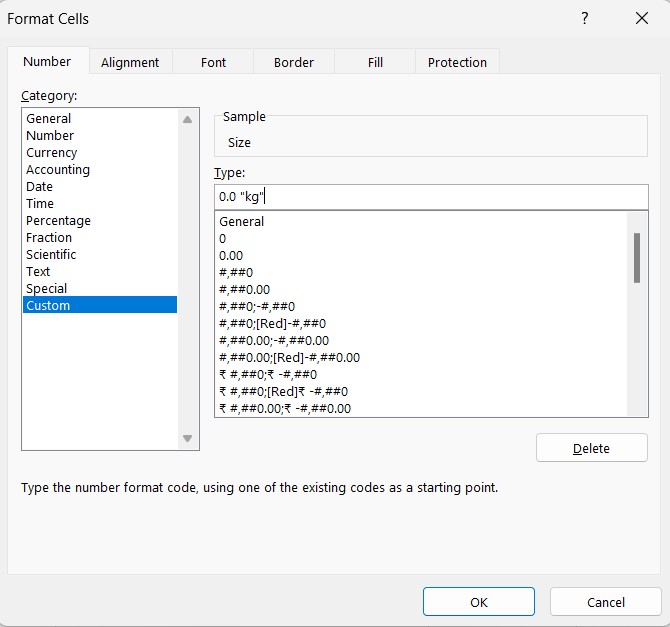 Format Cells ?
Number Alignment Font Border Fill Protection
Category:
General
Number
Currency
Accounting
Date
Time
Percentage
Fraction
Scientific
Text
Special
Custom
Sample
Size
Type:
0.0 "kg"
General
0
0.00
#,##0
#,##0.00
#,##0;-#,##0
#,##0;[Red]-#,##0
#,##0.00;-#,##0.00
#,##0.00;[Red]-#,##0.00
₹ #,##0;₹ -#,##0
₹ #,##0;[Red]₹ -#,##0
₹ #,##0.00;₹ -#,##0.00
Delete
Type the number format code, using one of the existing codes as a starting point.
OK Cancel